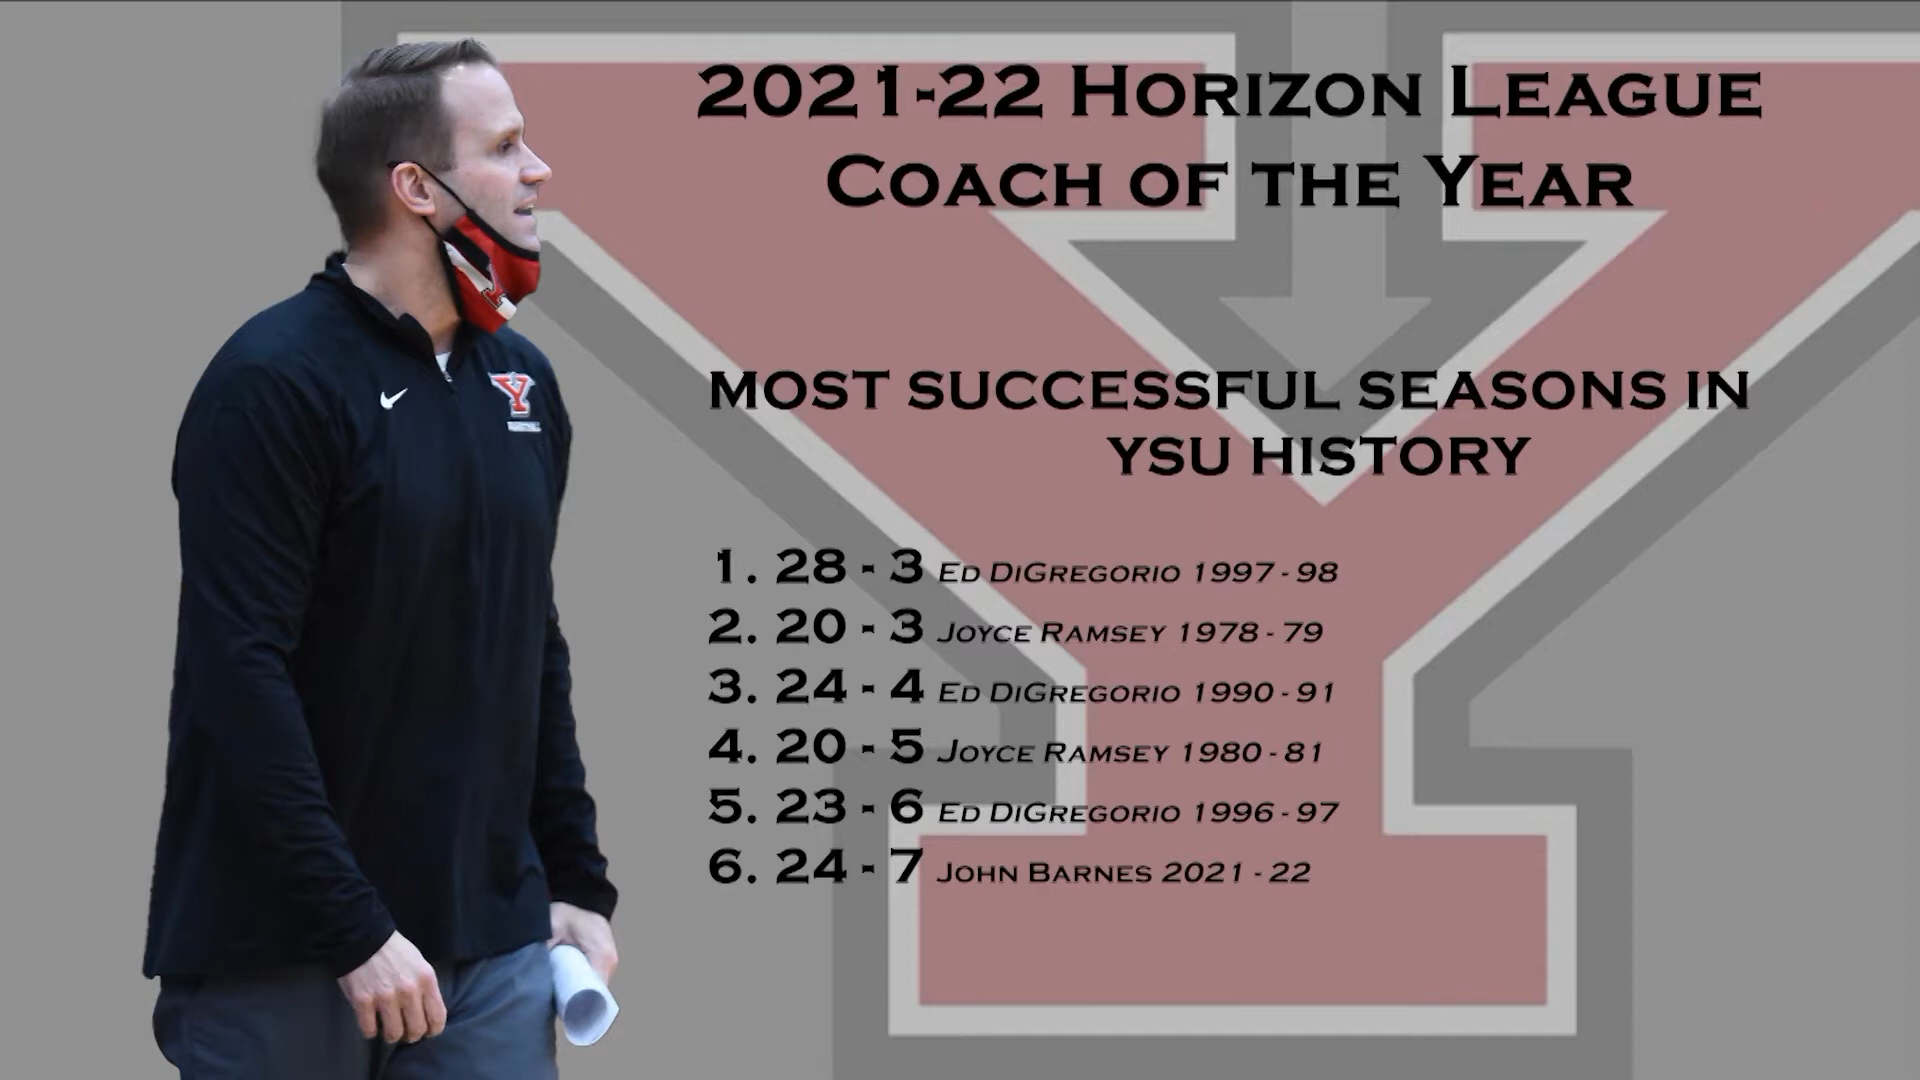 2021-22 HORIZON LEAGUE
COACH OF THE YEAR
MOST SUCCESSFUL SEASONS IN
YSU HISTORY
1. 28 - 3 ED DIGREGORIO 1997 - 98
2. 20 - 3 JOYCE RAMSEY 1978 - 79
3. 24 - 4 ED DIGREGORIO 1990 - 91
4. 20 - 5 JOYCE RAMSEY 1980 - 81
5. 23 - 6 ED DIGREGORIO 1996 - 97
6. 24 - 7 JOHN BARNES 2021 - 22
Y